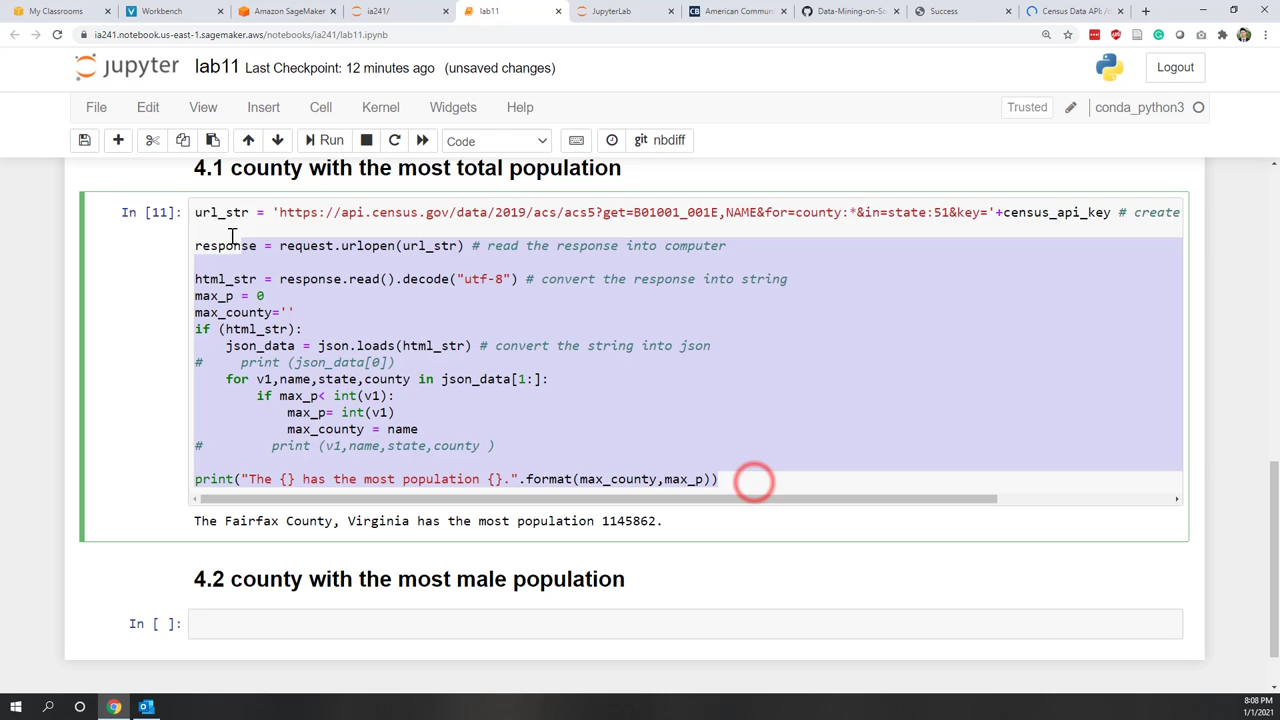 My Classrooms
Workbench
Amazon SageMaker
ia241/
lab11
JupyterLab
American Commun
Data-Mining-on-So
Success
Census Data API: /d
ia241.notebook.us-east-1.sagemaker.aws/notebooks/ia241/lab11.ipynb
jupyter lab11 Last Checkpoint: 12 minutes ago (unsaved changes)
Logout
File Edit View Insert Cell Kernel Widgets Help
Trusted
conda_python3
Run
Code
nbdiff
4.1 county with the most total population
In [11]:
url_str = 'https://api.census.gov/data/2019/acs/acs5?get=B01001_001E,NAME&for=county:*&in=state:51&key='+census_api_key # create
response = request.urlopen(url_str) # read the response into computer
html_str = response.read().decode("utf-8") # convert the response into string
max_p = 0
max_county=''
if (html_str):
json_data = json.loads(html_str) # convert the string into json
# print (json_data[0])
for v1,name,state,county in json_data[1:]:
if max_p< int(v1):
max_p= int(v1)
max_county = name
# print (v1,name,state,county )
print("The {} has the most population {}.".format(max_county,max_p))
The Fairfax County, Virginia has the most population 1145862.
4.2 county with the most male population
In [ ]:
8:08 PM
1/1/2021